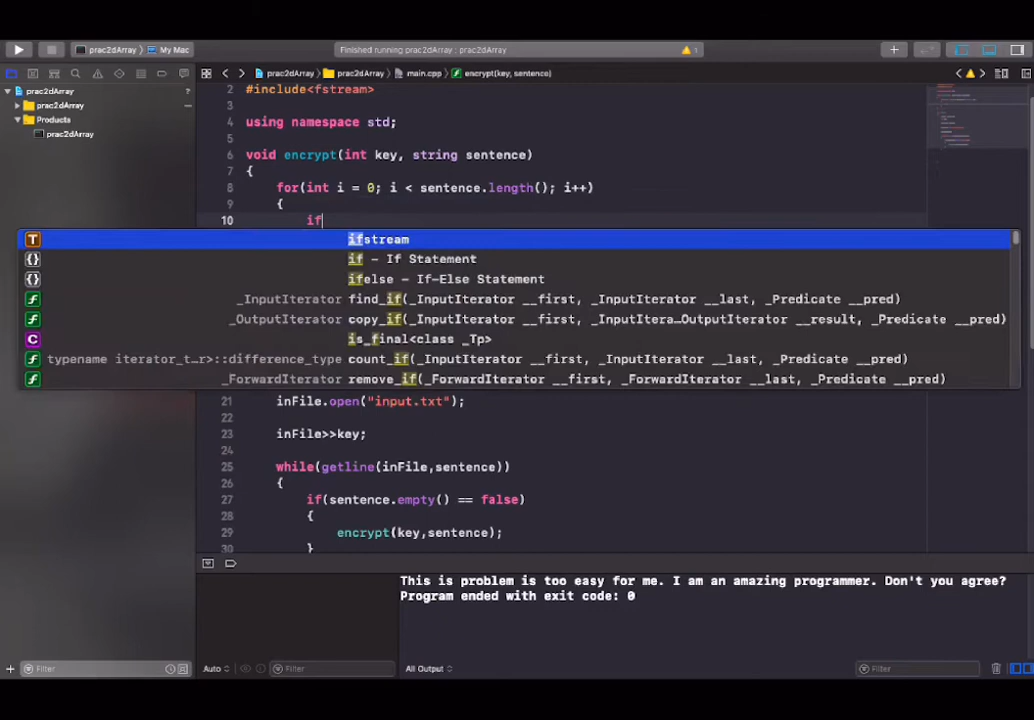 prac2dArray
My Mac
Finished running prac2dArray : prac2dArray
1
prac2dArray
prac2dArray
main.cpp
encrypt(key, sentence)
prac2dArray
?
prac2dArray
Products
prac2dArray
2 #include<fstream>
3
4 using namespace std;
5
6 void encrypt(int key, string sentence)
7 {
8 for(int i = 0; i < sentence.length(); i++)
9 {
10 if
T ifstream
{} if – If Statement
{} ifelse – If-Else Statement
f _InputIterator find_if(_InputIterator __first, _InputIterator __last, _Predicate __pred)
f _OutputIterator copy_if(_InputIterator __first, _InputItera…OutputIterator __result, _Predicate __pred)
C is_final<class _Tp>
f typename iterator_t…r>::difference_type count_if(_InputIterator __first, _InputIterator __last, _Predicate __pred)
f _ForwardIterator remove_if(_ForwardIterator __first, _ForwardIterator __last, _Predicate __pred)
21 inFile.open("input.txt");
22
23 inFile>>key;
24
25 while(getline(inFile,sentence))
26 {
27 if(sentence.empty() == false)
28 {
29 encrypt(key,sentence);
30 }
This is problem is too easy for me. I am an amazing programmer. Don't you agree?
Program ended with exit code: 0
Filter
Auto
Filter
All Output
Filter